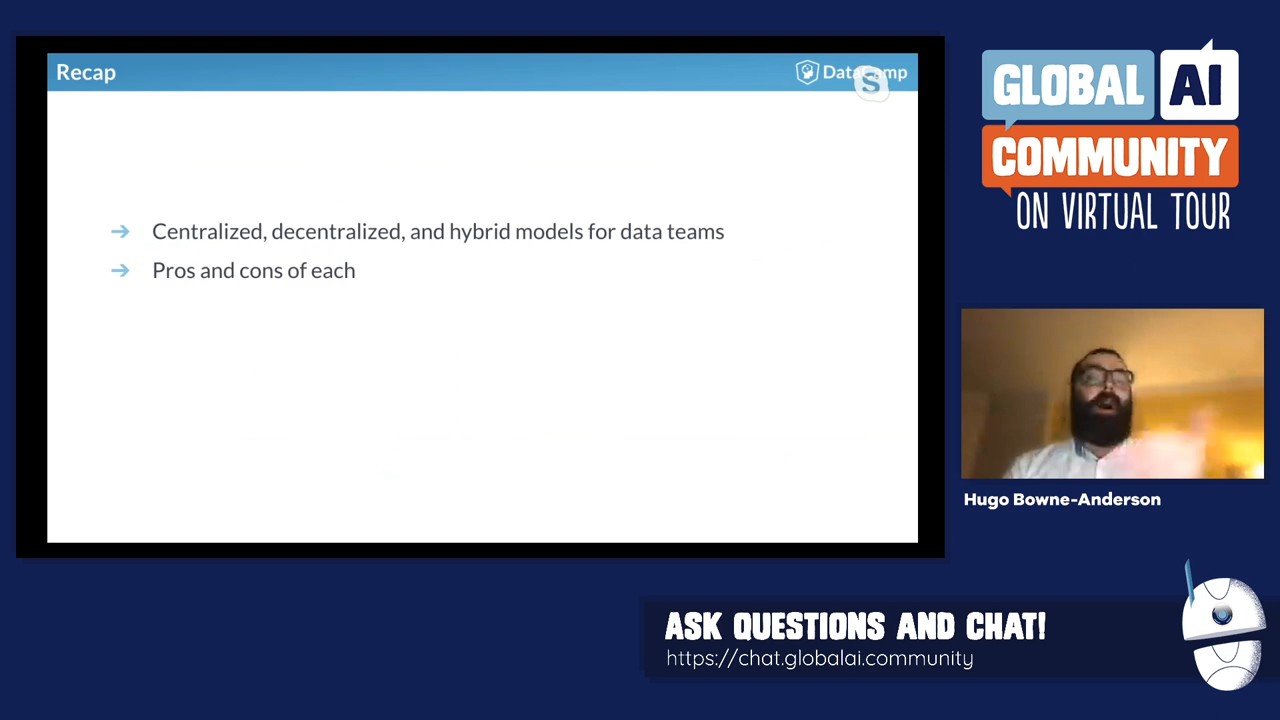 Recap
DataCamp
Centralized, decentralized, and hybrid models for data teams
Pros and cons of each
GLOBAL AI
COMMUNITY
ON VIRTUAL TOUR
Hugo Bowne-Anderson
ASK QUESTIONS AND CHAT!
https://chat.globalai.community